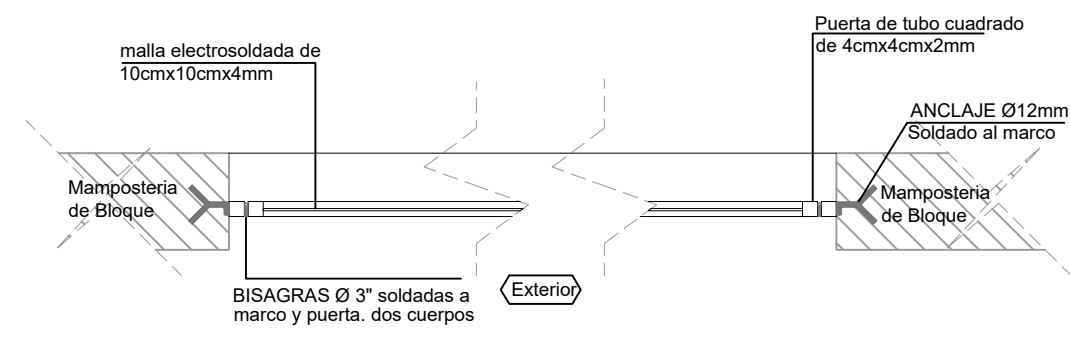 malla electrosoldada de
10cmx10cmx4mm
Puerta de tubo cuadrado
de 4cmx4cmx2mm
ANCLAJE Ø12mm
Soldado al marco
Mamposteria
de Bloque
Mamposteria
de Bloque
BISAGRAS Ø 3" soldadas a
marco y puerta. dos cuerpos
Exterior